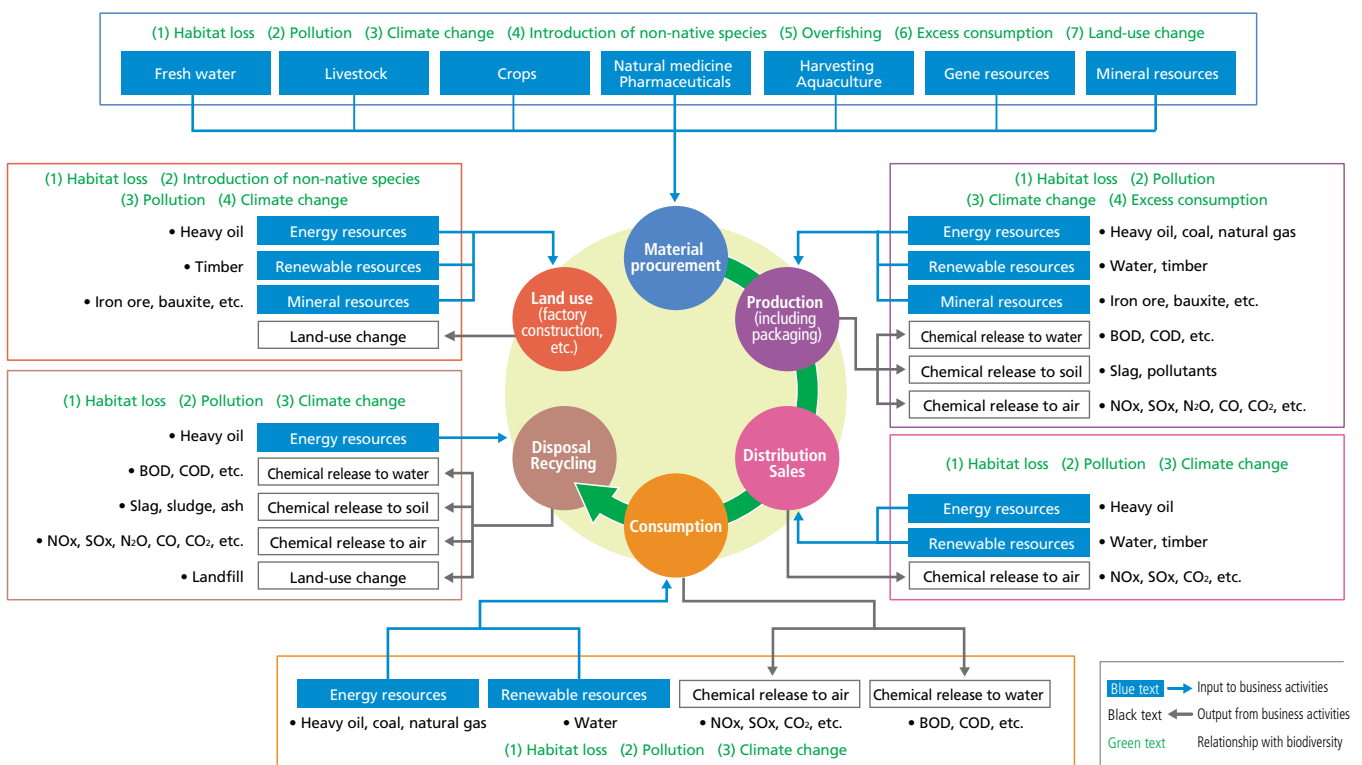 (1) Habitat loss (2) Pollution (3) Climate change (4) Introduction of non-native species (5) Overfishing (6) Excess consumption (7) Land-use change
Fresh water
Livestock
Crops
Natural medicine
Pharmaceuticals
Harvesting
Aquaculture
Gene resources
Mineral resources
(1) Habitat loss (2) Introduction of non-native species
(3) Pollution (4) Climate change
• Heavy oil
Energy resources
• Timber
Renewable resources
• Iron ore, bauxite, etc.
Mineral resources
Land-use change
(1) Habitat loss (2) Pollution
(3) Climate change (4) Excess consumption
Energy resources
• Heavy oil, coal, natural gas
Renewable resources
• Water, timber
Mineral resources
• Iron ore, bauxite, etc.
Chemical release to water
• BOD, COD, etc.
Chemical release to soil
• Slag, pollutants
Chemical release to air
• NOx, SOx, N2O, CO, CO2, etc.
Material
procurement
Land use
(factory
construction,
etc.)
Production
(including
packaging)
Disposal
Recycling
Distribution
Sales
Consumption
(1) Habitat loss (2) Pollution (3) Climate change
• Heavy oil
Energy resources
• BOD, COD, etc.
Chemical release to water
• Slag, sludge, ash
Chemical release to soil
• NOx, SOx, N2O, CO, CO2, etc.
Chemical release to air
• Landfill
Land-use change
(1) Habitat loss (2) Pollution (3) Climate change
Energy resources
• Heavy oil
Renewable resources
• Water, timber
Chemical release to air
• NOx, SOx, CO2, etc.
Energy resources
Renewable resources
Chemical release to air
Chemical release to water
• Heavy oil, coal, natural gas
• Water
• NOx, SOx, CO2, etc.
• BOD, COD, etc.
(1) Habitat loss (2) Pollution (3) Climate change
Blue text
Input to business activities
Black text
Output from business activities
Green text
Relationship with biodiversity